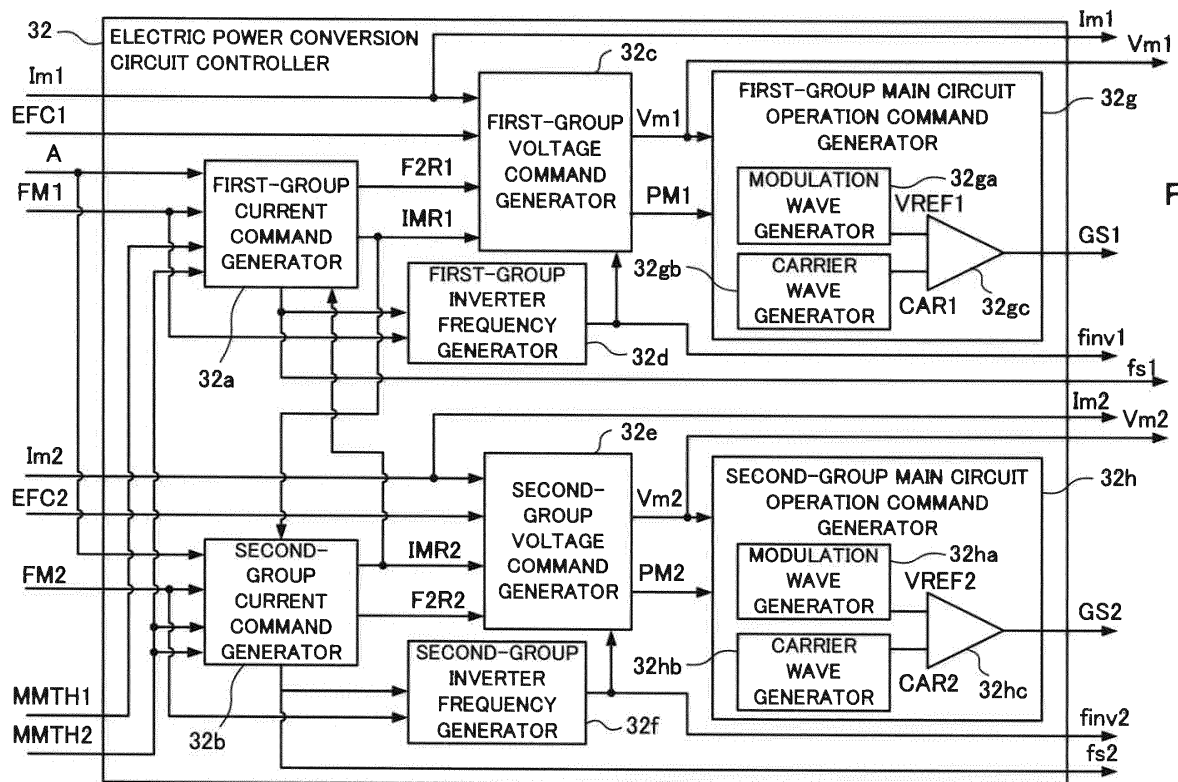 32
ELECTRIC POWER CONVERSION
CIRCUIT CONTROLLER
Im1
EFC1
A
FM1
FIRST-GROUP
CURRENT
COMMAND
GENERATOR
32a
F2R1
IMR1
32c
FIRST-GROUP
VOLTAGE
COMMAND
GENERATOR
FIRST-GROUP
INVERTER
FREQUENCY
GENERATOR
32d
Vm1
PM1
FIRST-GROUP MAIN CIRCUIT
OPERATION COMMAND
GENERATOR
32g
MODULATION
WAVE
GENERATOR
32ga
VREF1
32gb
CARRIER
WAVE
GENERATOR
CAR1
32gc
Im1
Vm1
F
GS1
finv1
fs1
Im2
Vm2
Im2
EFC2
FM2
MMTH1
MMTH2
SECOND-
GROUP
CURRENT
COMMAND
GENERATOR
32b
IMR2
F2R2
32e
SECOND-
GROUP
VOLTAGE
COMMAND
GENERATOR
SECOND-GROUP
INVERTER
FREQUENCY
GENERATOR
32f
Vm2
PM2
SECOND-GROUP MAIN CIRCUIT
OPERATION COMMAND
GENERATOR
32h
MODULATION
WAVE
GENERATOR
32ha
VREF2
32hb
CARRIER
WAVE
GENERATOR
CAR2
32hc
GS2
finv2
fs2